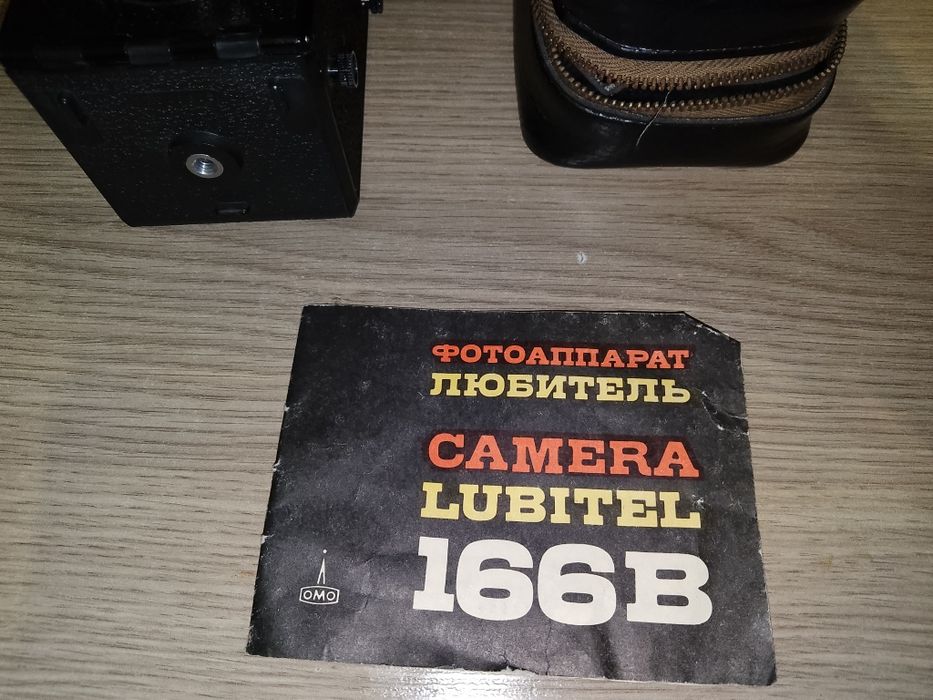 ФОТОАППАРАТ
ЛЮБИТЕЛЬ
CAMERA
LUBITEL
166B
ОМО